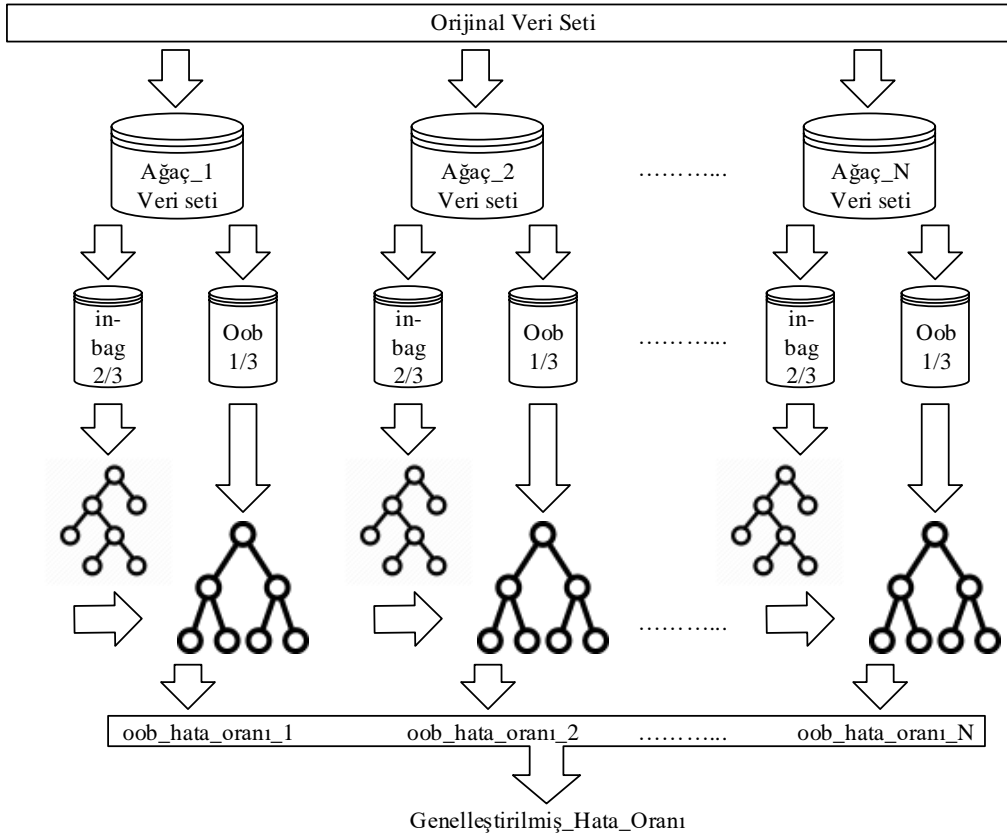 Orijinal Veri Seti
Ağaç_1
Veri seti
Ağaç_2
Veri seti
………...
Ağaç_N
Veri seti
in-
bag
2/3
Oob
1/3
in-
bag
2/3
Oob
1/3
………...
in-
bag
2/3
Oob
1/3
………...
oob_hata_oranı_1
oob_hata_oranı_2
………...
oob_hata_oranı_N
Genelleştirilmiş_Hata_Oranı